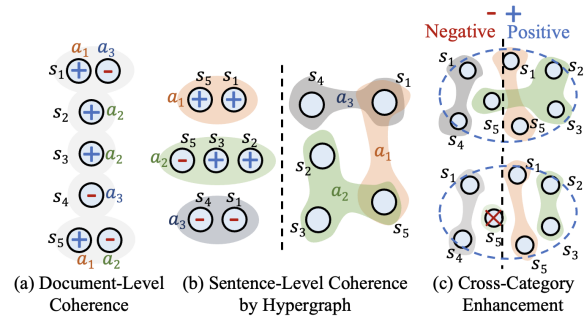 − + 
Negative Positive
a₁ a₃
s₁ + −
s₂ + a₂
s₃ + a₂
s₄ − a₃
s₅ + −
a₁ a₂
s₅ s₁
a₁ + +
s₅ s₃ s₂
a₂ − + +
s₄ s₁
a₃ − −
s₄ a₃ s₁
s₂ a₁
a₂
s₃ s₅
s₁ s₁ s₂
s₅ s₃
s₄ s₅
s₁ s₁ s₂
s₅
s₄ s₅ s₃
(a) Document-Level
Coherence
(b) Sentence-Level Coherence
by Hypergraph
(c) Cross-Category
Enhancement